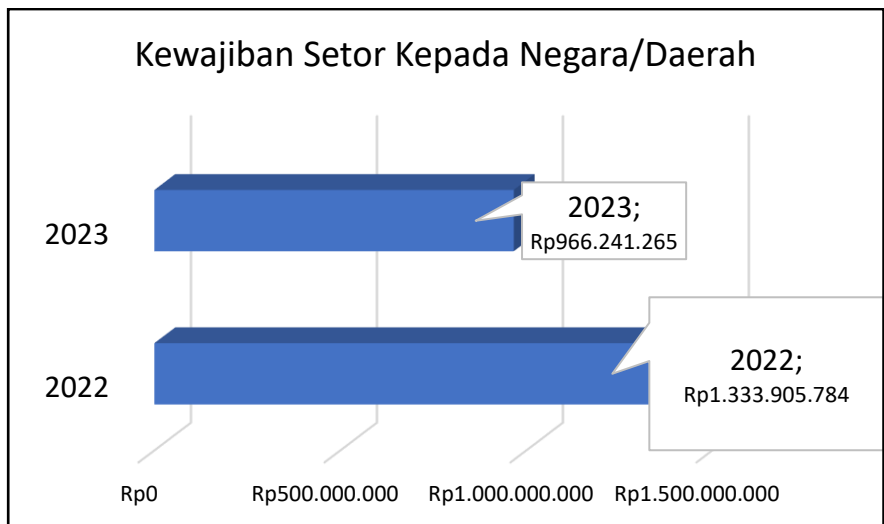 Kewajiban Setor Kepada Negara/Daerah
2023
2023;
Rp966.241.265
2022
2022;
Rp1.333.905.784
Rp0
Rp500.000.000
Rp1.000.000.000
Rp1.500.000.000